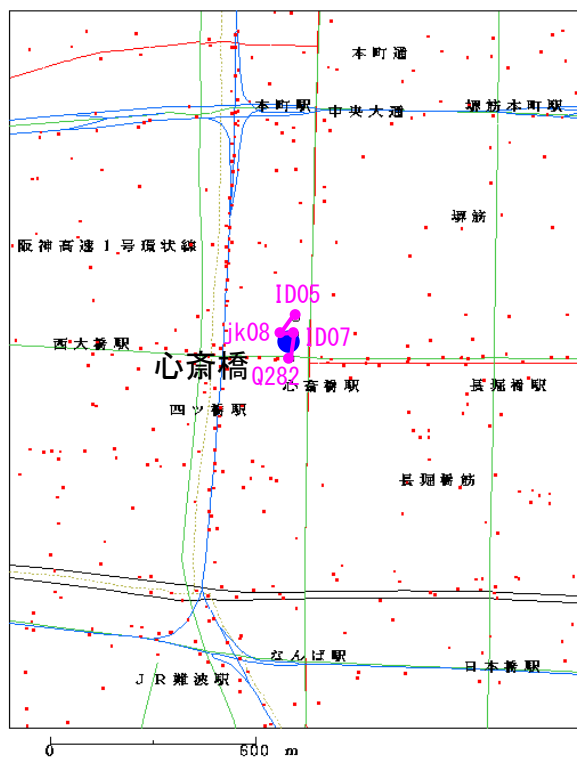 本町通
本町駅
中央大通
堺筋本町駅
堺筋
阪神高速1号環状線
ID05
jk08
ID07
西大橋駅
心斎橋
Q282
心斎橋駅
長堀橋駅
四ツ橋駅
長堀橋筋
なんば駅
日本橋駅
JR難波駅
0
600 m